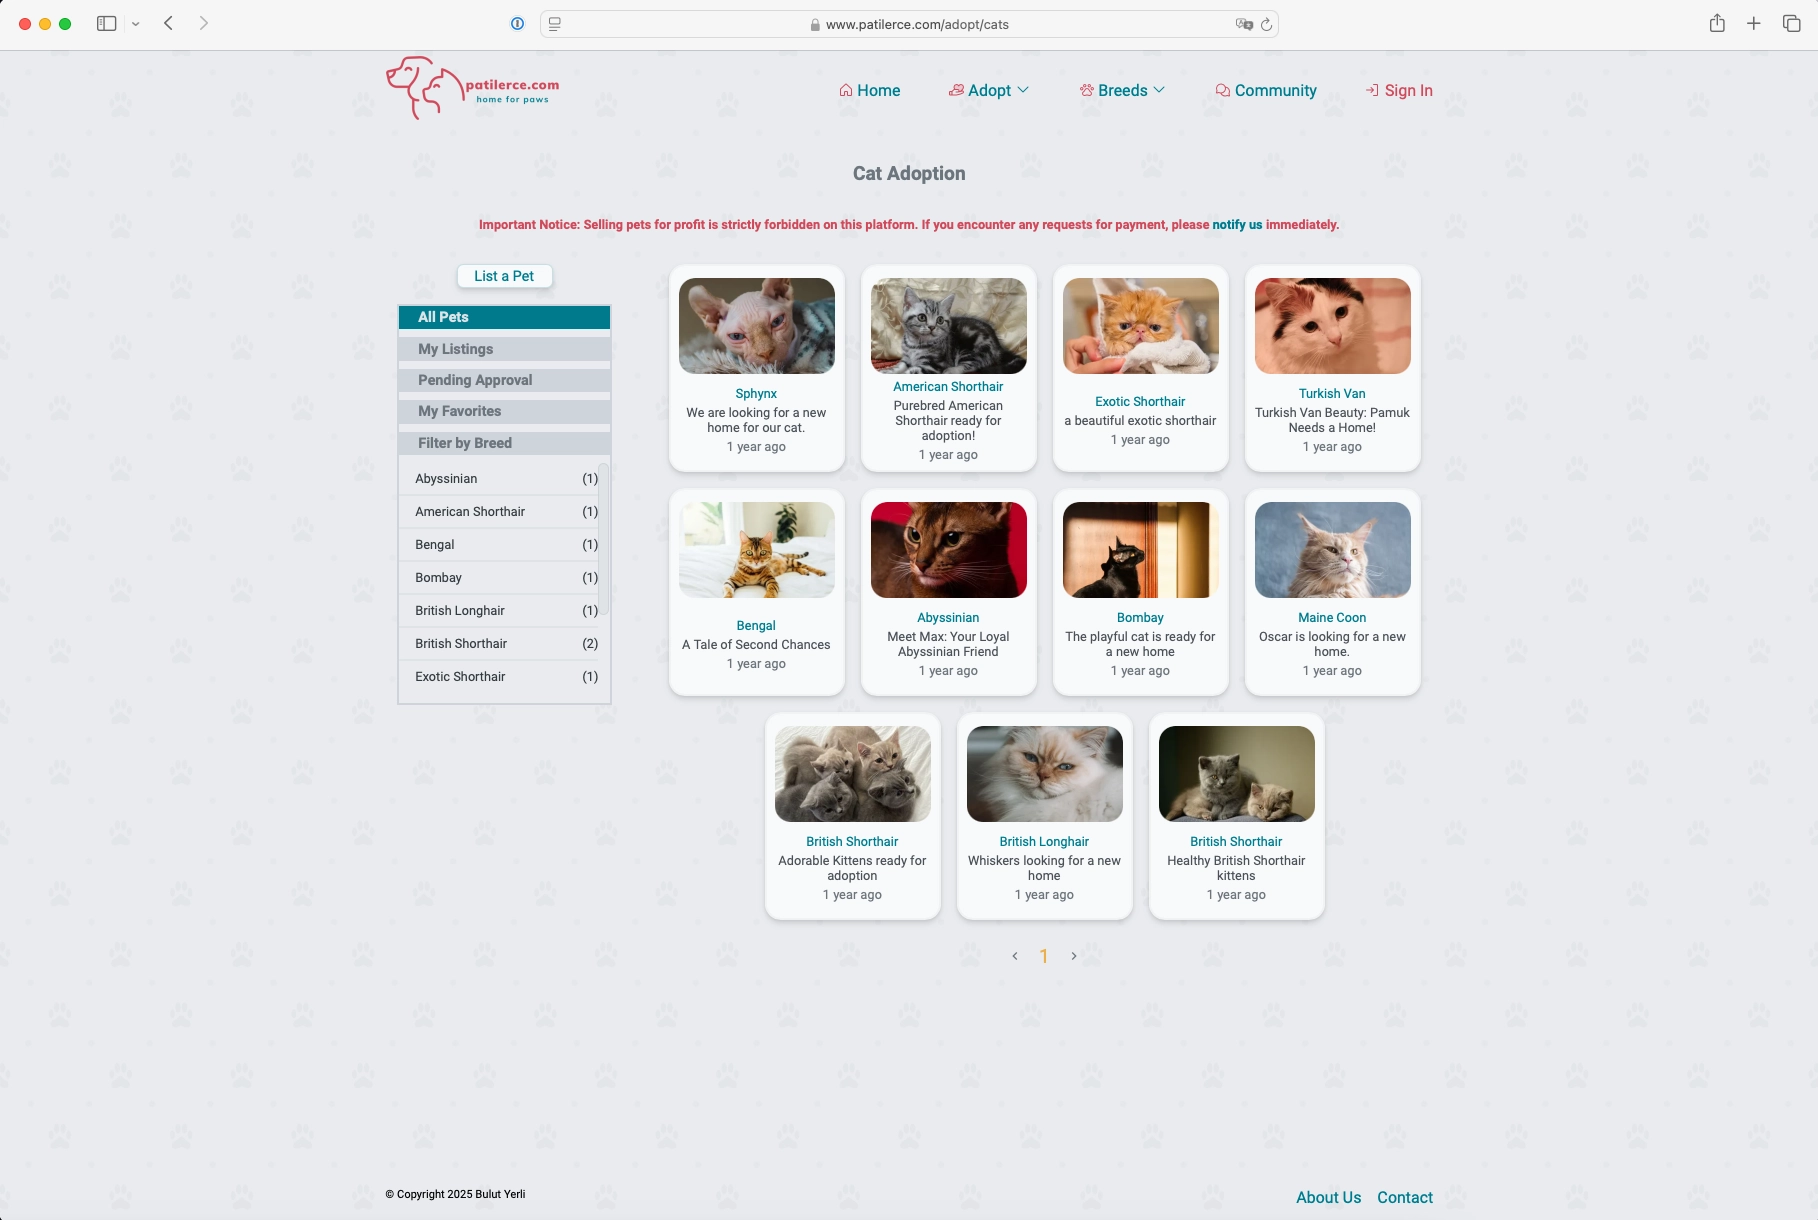 www.patilerce.com/adopt/cats
patilerce.com
home for paws
Home
Adopt
Breeds
Community
Sign In
Cat Adoption
Important Notice: Selling pets for profit is strictly forbidden on this platform. If you encounter any requests for payment, please notify us immediately.
List a Pet
All Pets
My Listings
Pending Approval
My Favorites
Filter by Breed
Abyssinian (1)
American Shorthair (1)
Bengal (1)
Bombay (1)
British Longhair (1)
British Shorthair (2)
Exotic Shorthair (1)
Sphynx
We are looking for a new
home for our cat.
1 year ago
American Shorthair
Purebred American
Shorthair ready for
adoption!
1 year ago
Exotic Shorthair
a beautiful exotic shorthair
1 year ago
Turkish Van
Turkish Van Beauty: Pamuk
Needs a Home!
1 year ago
Bengal
A Tale of Second Chances
1 year ago
Abyssinian
Meet Max: Your Loyal
Abyssinian Friend
1 year ago
Bombay
The playful cat is ready for
a new home
1 year ago
Maine Coon
Oscar is looking for a new
home.
1 year ago
British Shorthair
Adorable Kittens ready for
adoption
1 year ago
British Longhair
Whiskers looking for a new
home
1 year ago
British Shorthair
Healthy British Shorthair
kittens
1 year ago
1
© Copyright 2025 Bulut Yerli
About Us
Contact